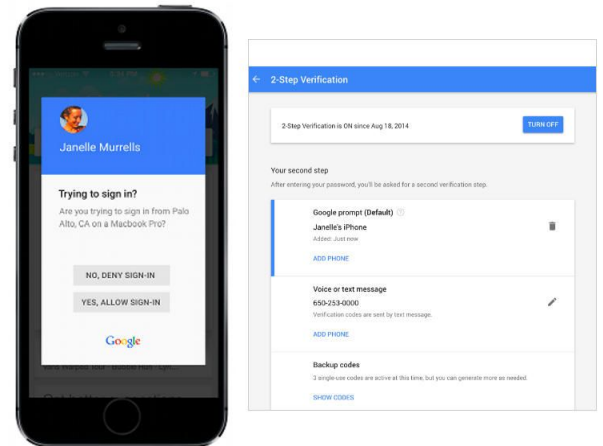 Janelle Murrells
Trying to sign in?
Are you trying to sign in from Palo
Alto, CA on a Macbook Pro?
NO, DENY SIGN-IN
YES, ALLOW SIGN-IN
Google
2-Step Verification
2-Step Verification is ON since Aug 18, 2014
TURN OFF
Your second step
After entering your password, you'll be asked for a second verification step.
Google prompt (Default)
Janelle's iPhone
Added: Just now
ADD PHONE
Voice or text message
650-253-0000
Verification codes are sent by text message.
ADD PHONE
Backup codes
2 single-use codes are active at this time, but you can generate more as needed.
SHOW CODES